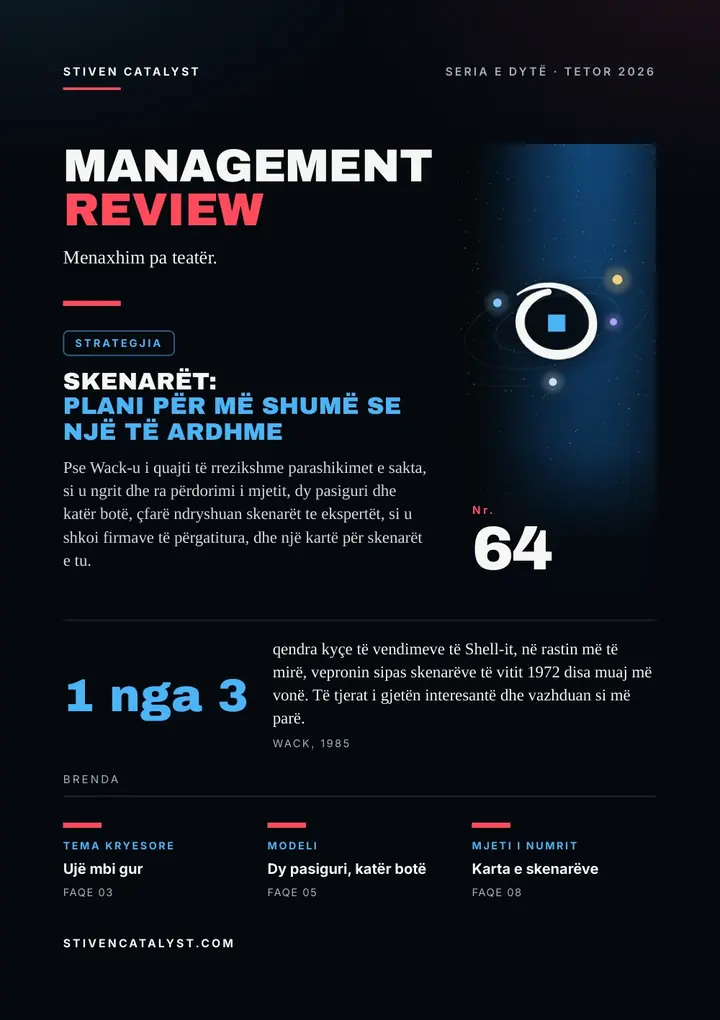 STIVEN CATALYST
SERIA E DYTË · TETOR 2026
MANAGEMENT
REVIEW
Menaxhim pa teatër.
STRATEGJIA
SKENARËT:
PLANI PËR MË SHUMË SE
NJË TË ARDHME
Pse Wack-u i quajti të rrezikshme parashikimet e sakta,
si u ngrit dhe ra përdorimi i mjetit, dy pasiguri dhe
katër botë, çfarë ndryshuan skenarët te ekspertët, si u
shkoi firmave të përgatitura, dhe një kartë për skenarët
e tu.
Nr.
64
1 nga 3
qendra kyçe të vendimeve të Shell-it, në rastin më të
mirë, vepronin sipas skenarëve të vitit 1972 disa muaj më
vonë. Të tjerat i gjetën interesantë dhe vazhduan si më
parë.
WACK, 1985
BRENDA
TEMA KRYESORE
Ujë mbi gur
FAQE 03
MODELI
Dy pasiguri, katër botë
FAQE 05
MJETI I NUMRIT
Karta e skenarëve
FAQE 08
STIVENCATALYST.COM